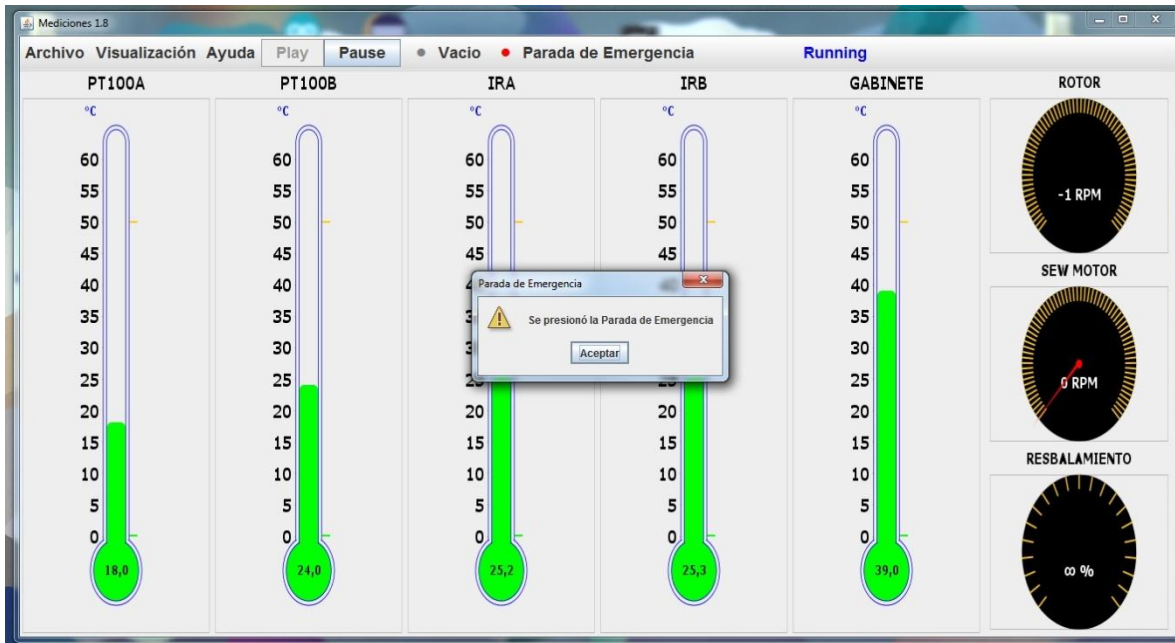 Mediciones 1.8
Archivo Visualización Ayuda Play Pause Vacio Parada de Emergencia Running
PT100A PT100B IRA IRB GABINETE ROTOR
°C °C °C °C °C
60 60 60 60 60
55 55 55 55 55
-1 RPM
50 50 50 50 50
45 45 45 45 45
SEW MOTOR
Parada de Emergencia
40 40 40
35 35 35
Se presionó la Parada de Emergencia
30 30 30
Aceptar
25 25 25
0 RPM
20 20 20 20 20
15 15 15 15 15
RESBALAMIENTO
10 10 10 10 10
5 5 5 5 5
0 0 0 0 0
18,0 24,0 25,2 25,3 39,0 ∞ %